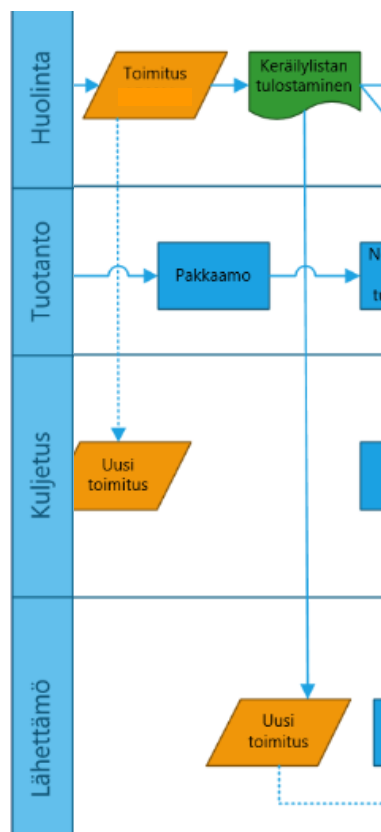 Huolinta
Toimitus
Keräilylistan
tulostaminen
Tuotanto
Pakkaamo
Kuljetus
Uusi
toimitus
Lähettämö
Uusi
toimitus